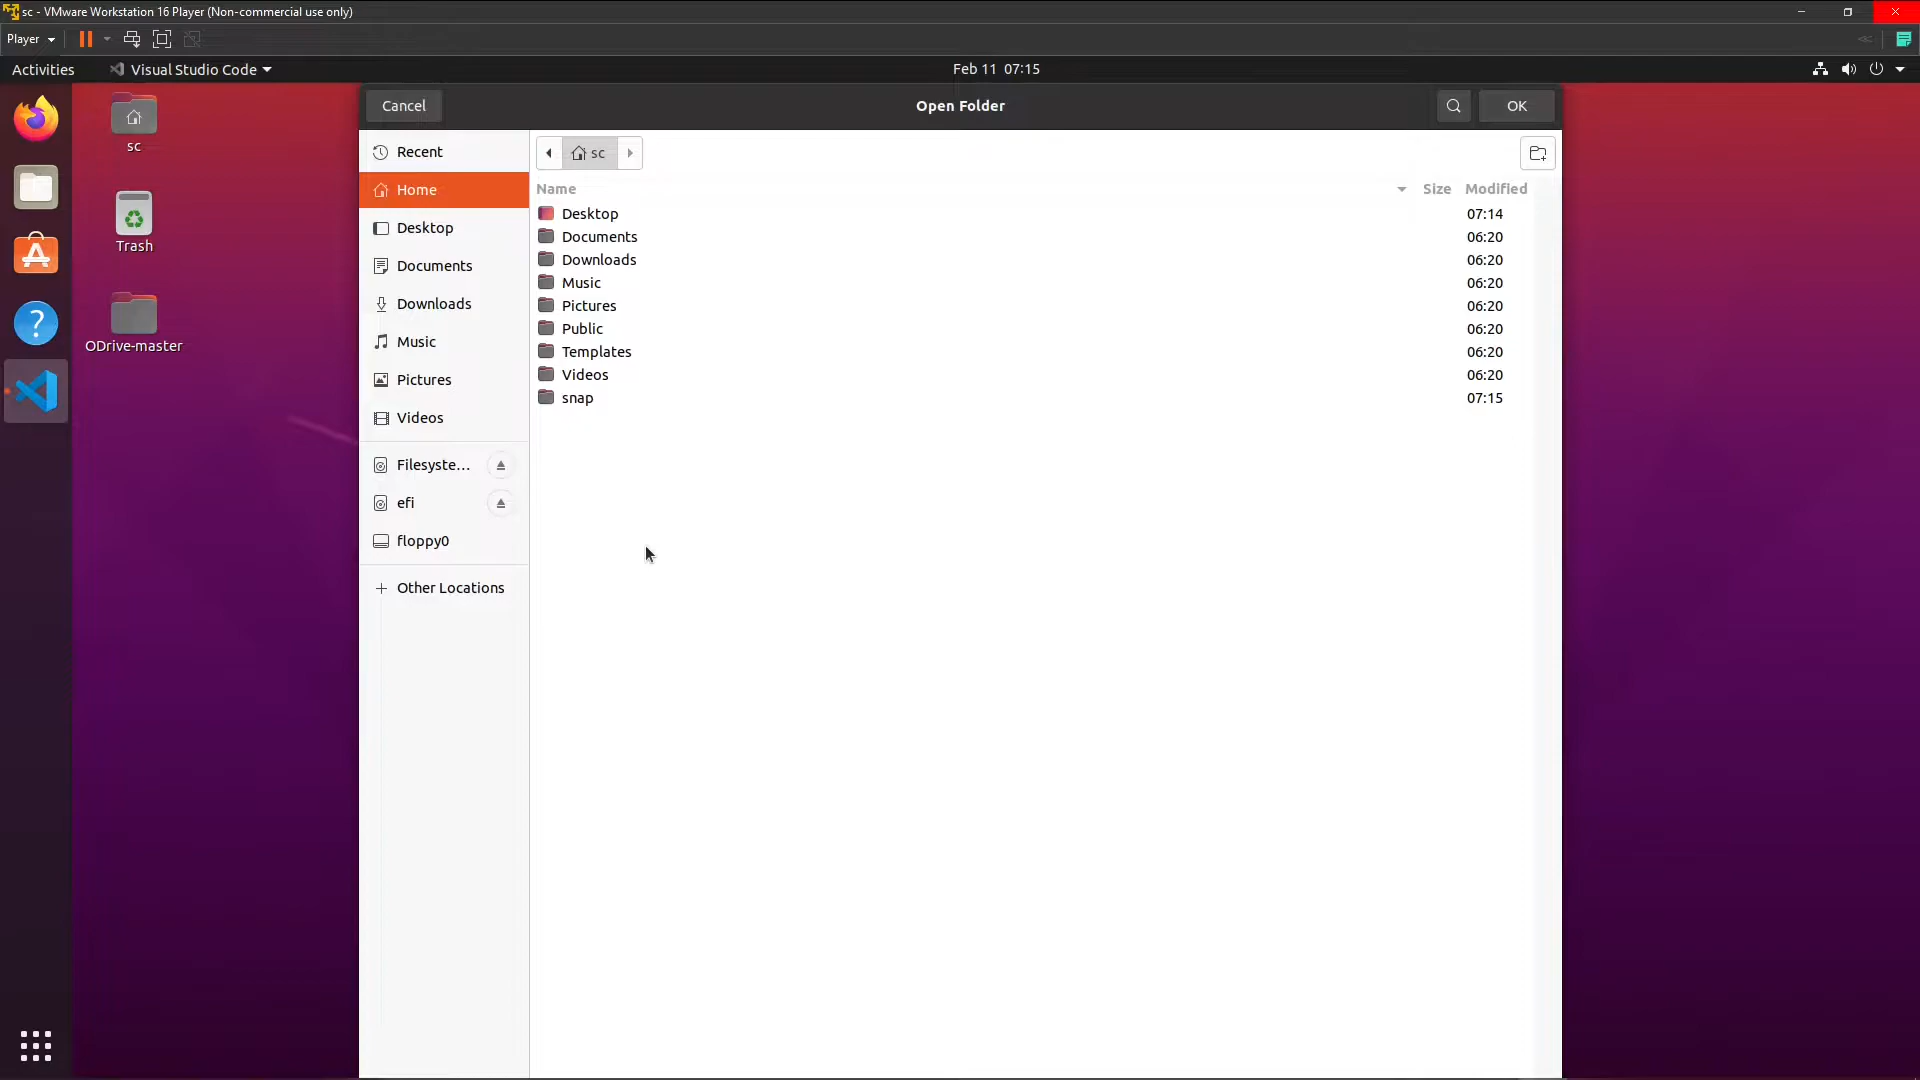 sc - VMware Workstation 16 Player (Non-commercial use only)
Player
Activities
Visual Studio Code
Feb 11 07:15
sc
Trash
ODrive-master
Cancel
Open Folder
OK
Recent
Home
Desktop
Documents
Downloads
Music
Pictures
Videos
Filesyste...
efi
floppy0
Other Locations
sc
Name Size Modified
Desktop 07:14
Documents 06:20
Downloads 06:20
Music 06:20
Pictures 06:20
Public 06:20
Templates 06:20
Videos 06:20
snap 07:15